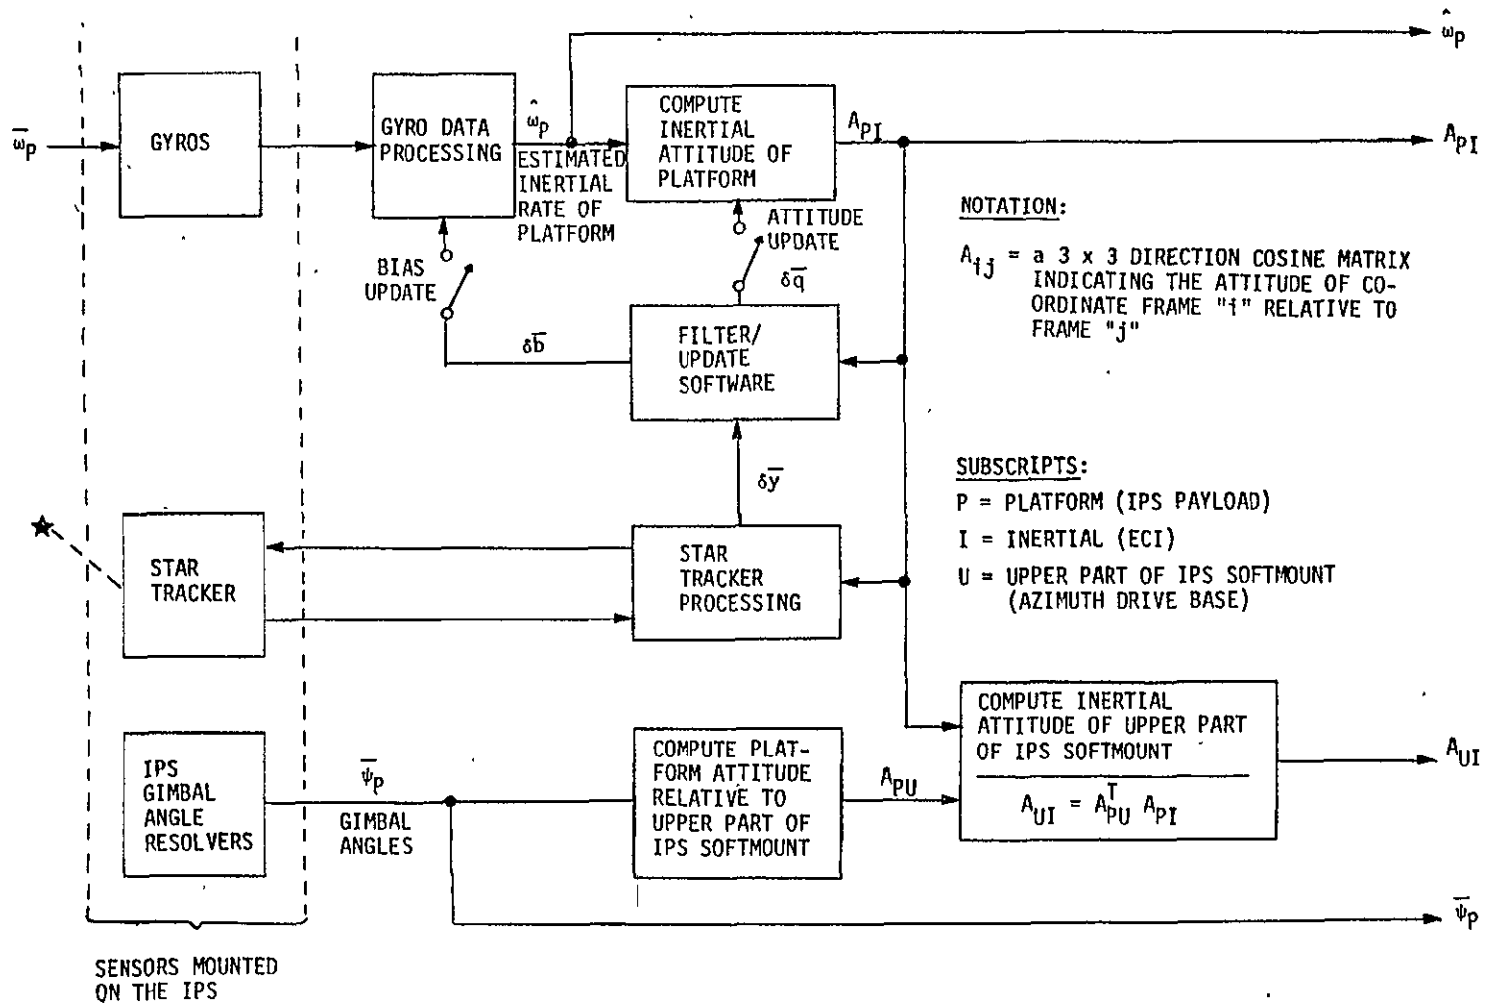 ω̂p
ω̄p
GYROS
GYRO DATA
PROCESSING
ω̂p
ESTIMATED
INERTIAL
RATE OF
PLATFORM
COMPUTE
INERTIAL
ATTITUDE OF
PLATFORM
API
API
BIAS
UPDATE
ATTITUDE
UPDATE
δq̄
δb̄
FILTER/
UPDATE
SOFTWARE
NOTATION:
Aij = a 3 x 3 DIRECTION COSINE MATRIX
INDICATING THE ATTITUDE OF CO-
ORDINATE FRAME "i" RELATIVE TO
FRAME "j"
δȳ
SUBSCRIPTS:
P = PLATFORM (IPS PAYLOAD)
I = INERTIAL (ECI)
U = UPPER PART OF IPS SOFTMOUNT
(AZIMUTH DRIVE BASE)
STAR
TRACKER
STAR
TRACKER
PROCESSING
IPS
GIMBAL
ANGLE
RESOLVERS
ψ̄p
GIMBAL
ANGLES
COMPUTE PLAT-
FORM ATTITUDE
RELATIVE TO
UPPER PART OF
IPS SOFTMOUNT
APU
COMPUTE INERTIAL
ATTITUDE OF UPPER PART
OF IPS SOFTMOUNT
AUI = A^T PU API
AUI
ψ̄p
SENSORS MOUNTED
ON THE IPS